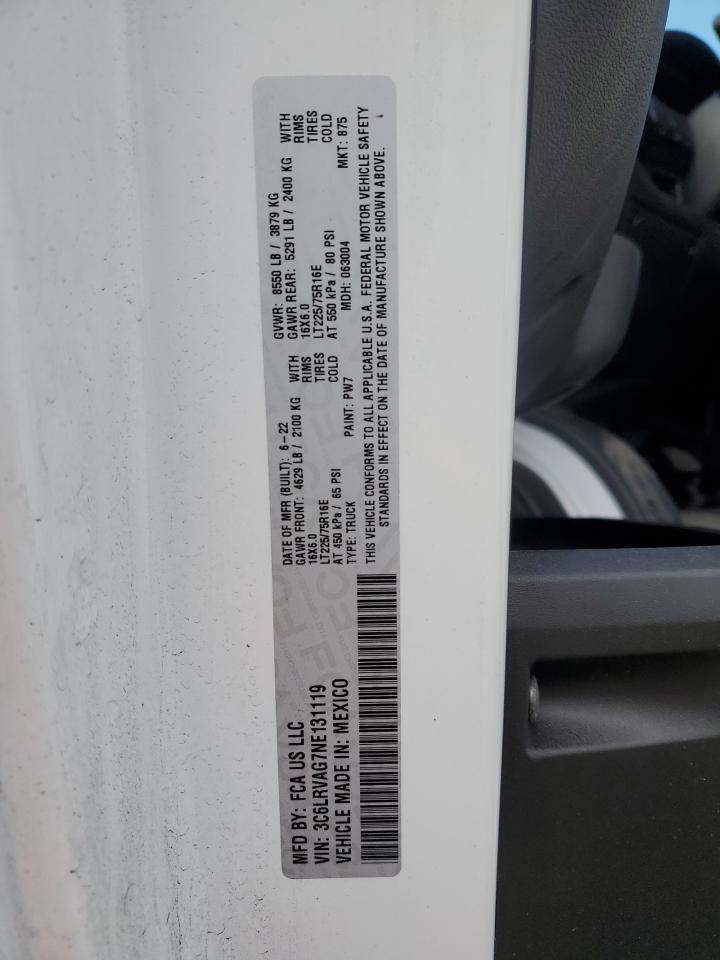 MFD BY: FCA US LLC
DATE OF MFR (BUILT): 6-22
GVWR: 8550 LB / 3879 KG
GAWR FRONT: 4629 LB / 2100 KG WITH
GAWR REAR: 5291 LB / 2400 KG WITH
16X6.0 RIMS
16X6.0 RIMS
LT225/75R16E TIRES
LT225/75R16E TIRES
AT 450 kPa / 65 PSI COLD
AT 550 kPa / 80 PSI COLD
VIN: 3C6LRVAG7NE131119
TYPE: TRUCK PAINT: PW7 MDH: 063004 MKT: 875
VEHICLE MADE IN: MEXICO
THIS VEHICLE CONFORMS TO ALL APPLICABLE U.S.A. FEDERAL MOTOR VEHICLE SAFETY
STANDARDS IN EFFECT ON THE DATE OF MANUFACTURE SHOWN ABOVE.